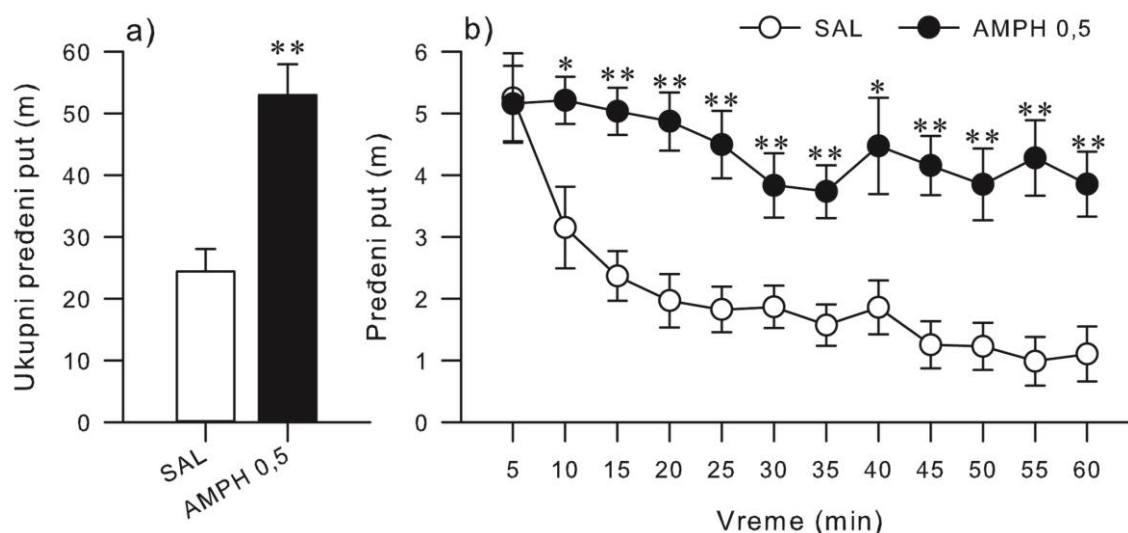 a)
Ukupni pređeni put (m)
60
50
40
30
20
10
0
**
SAL
AMPH 0,5
b)
SAL AMPH 0,5
Pređeni put (m)
6
5
4
3
2
1
0
* ** ** ** ** ** * ** ** ** **
5 10 15 20 25 30 35 40 45 50 55 60
Vreme (min)